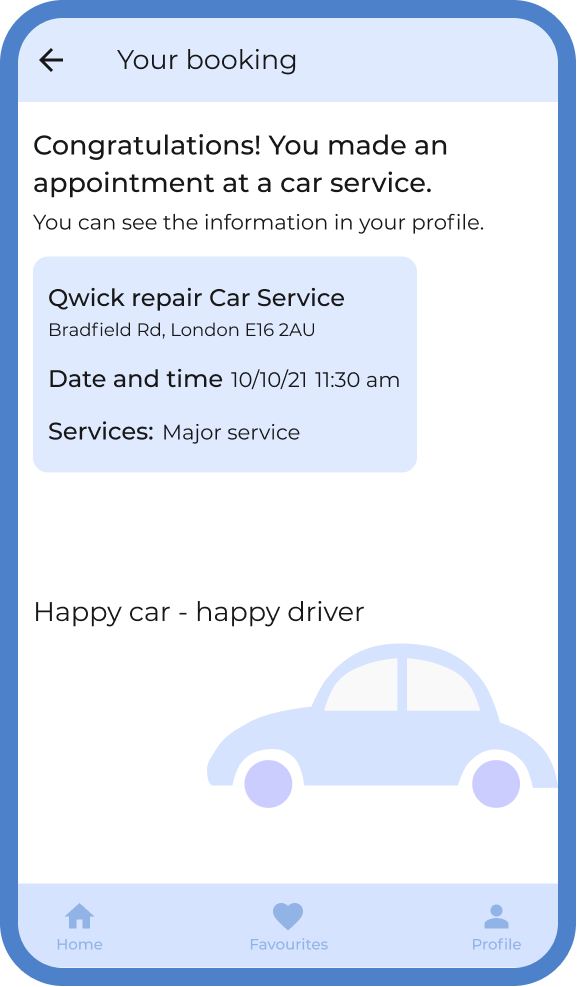 Your booking
Congratulations! You made an
appointment at a car service.
You can see the information in your profile.
Qwick repair Car Service
Bradfield Rd, London E16 2AU
Date and time 10/10/21 11:30 am
Services: Major service
Happy car - happy driver
Home
Favourites
Profile